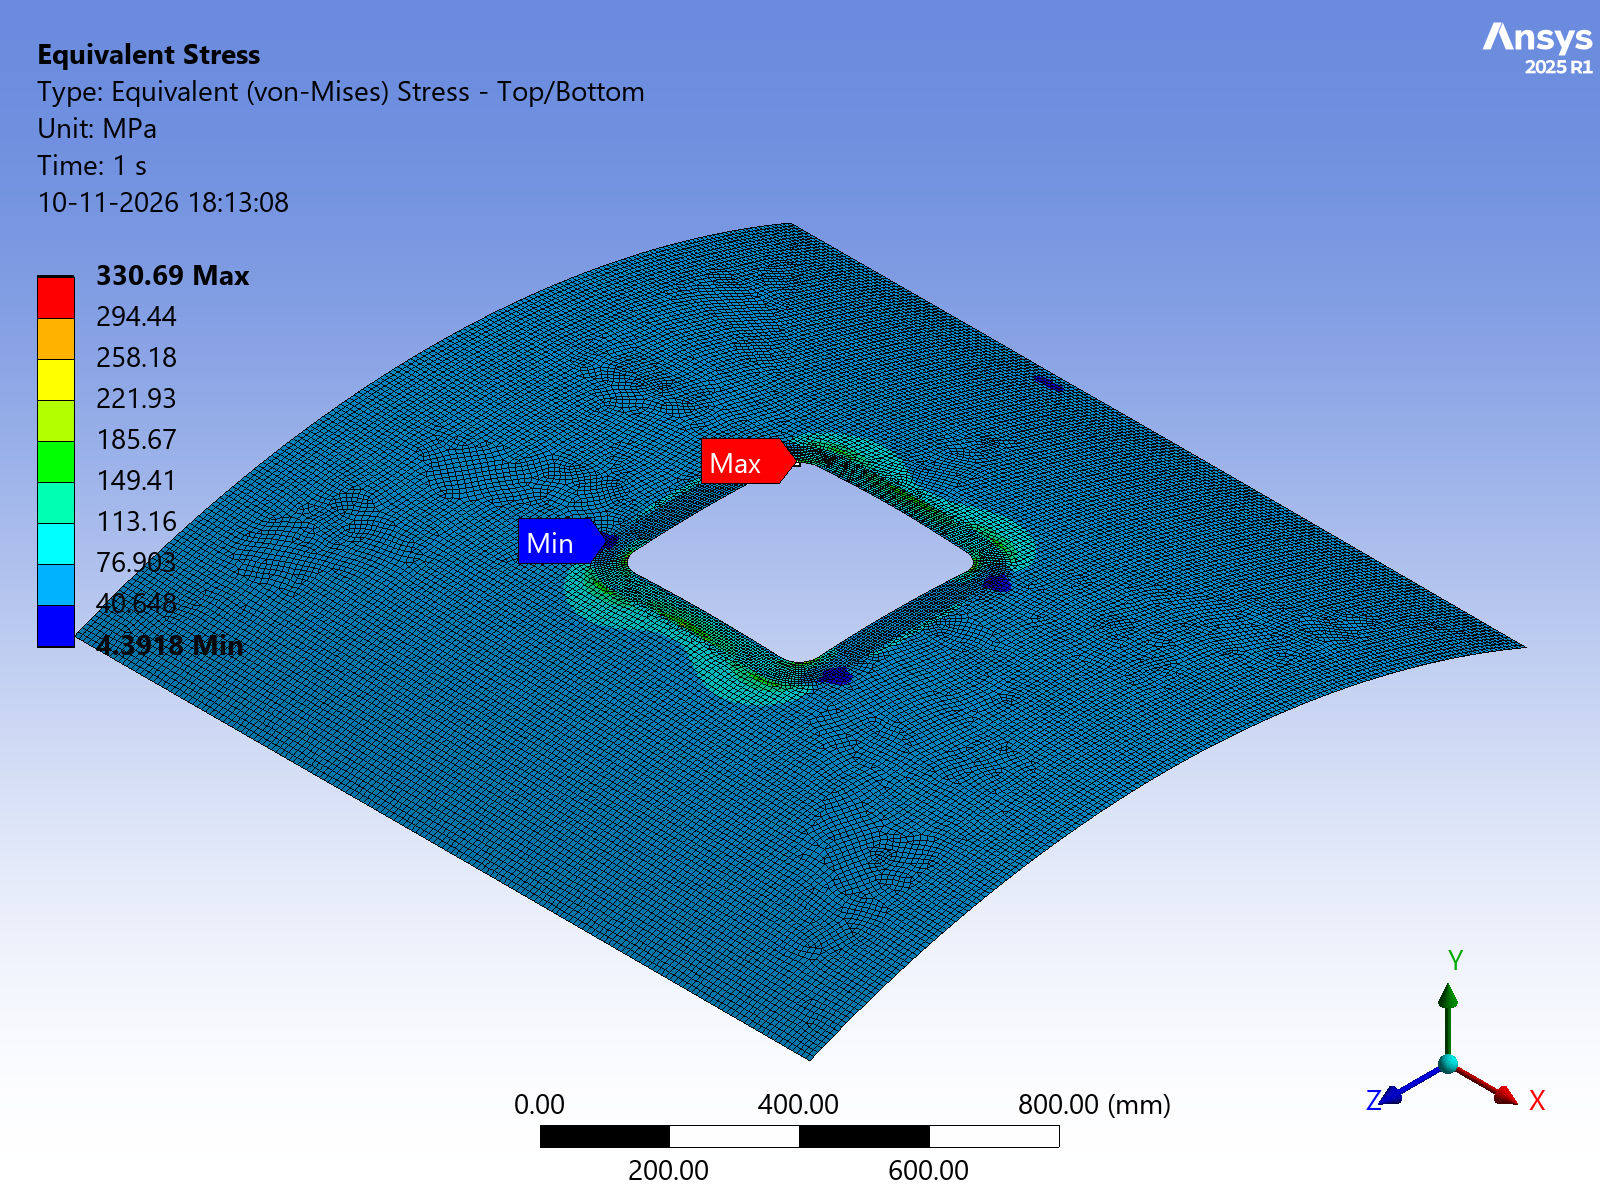 Equivalent Stress
Type: Equivalent (von-Mises) Stress - Top/Bottom
Unit: MPa
Time: 1 s
10-11-2026 18:13:08
Ansys
2025 R1
330.69 Max
294.44
258.18
221.93
185.67
149.41
113.16
76.903
40.648
4.3918 Min
Max
Min
0.00 400.00 800.00 (mm)
200.00 600.00
Y
Z
X